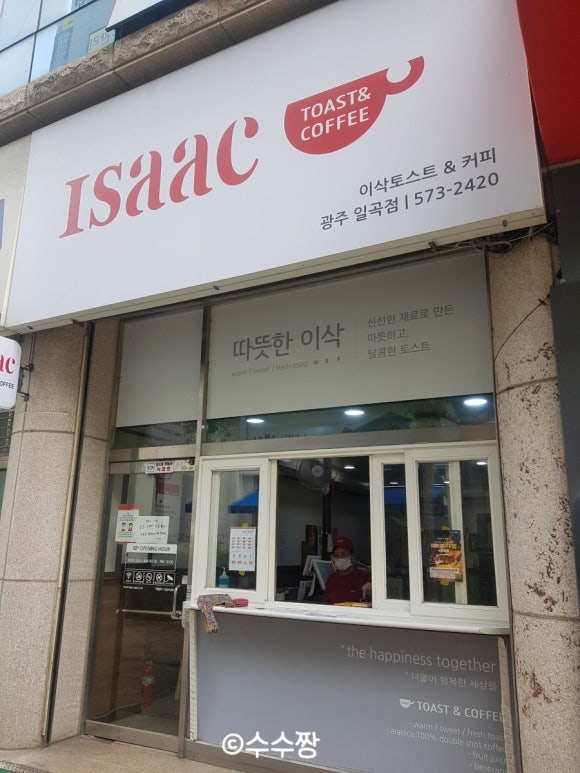 ISaac
TOAST&
COFFEE
이삭토스트 & 커피
광주 일곡점 | 573-2420
따뜻한 이삭
warm / sweet / fresh toast W S F
신선한 재료로 만든
따뜻하고,
달콤한 토스트
ac
COFFEE
OPENING HOUR
"the happiness together
"더불어 행복한 세상을
TOAST & COFFEE
- warm / sweet / fresh toast
- arabica 100% double shot coffee
- fruit juice
- beverage
©수수짱